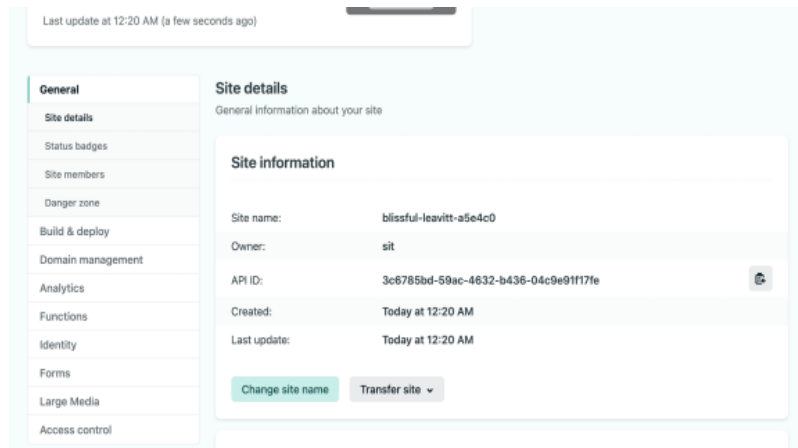 Last update at 12:20 AM (a few seconds ago)
General
Site details
Status badges
Site members
Danger zone
Build & deploy
Domain management
Analytics
Functions
Identity
Forms
Large Media
Access control
Site details
General information about your site
Site information
Site name: blissful-leavitt-a5e4c0
Owner: sit
API ID: 3c6785bd-59ac-4632-b436-04c9e91f17fe
Created: Today at 12:20 AM
Last update: Today at 12:20 AM
Change site name Transfer site